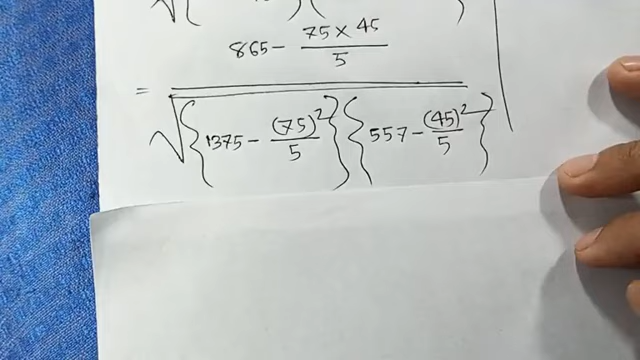 865 - 75 × 45 / 5
= √{1375 - (75)² / 5}{557 - (45)² / 5}